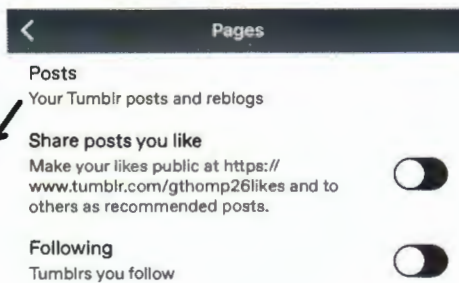 Pages
Posts
Your Tumblr posts and reblogs
Share posts you like
Make your likes public at https://
www.tumblr.com/gthomp26likes and to
others as recommended posts.
Following
Tumblrs you follow